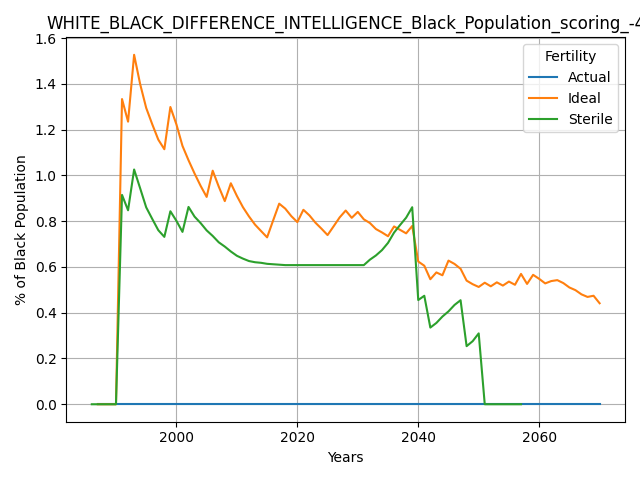 WHITE_BLACK_DIFFERENCE_INTELLIGENCE_Black_Population_scoring_-4
1.6
1.4
1.2
1.0
0.8
0.6
0.4
0.2
0.0
% of Black Population
Fertility
Actual
Ideal
Sterile
2000
2020
2040
2060
Years